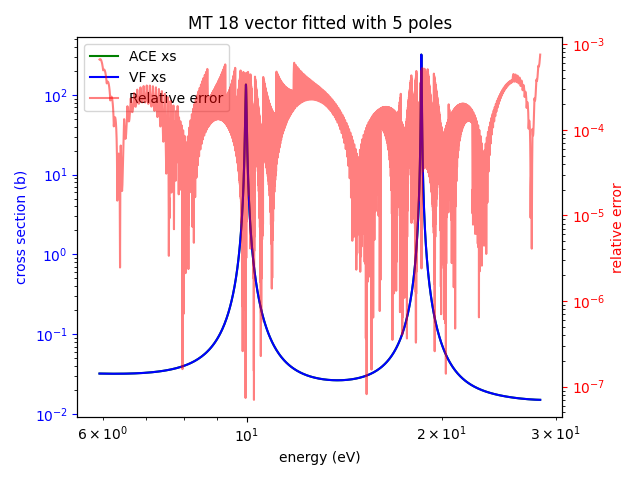 MT 18 vector fitted with 5 poles
ACE xs
VF xs
Relative error
cross section (b)
10²
10¹
10⁰
10⁻¹
10⁻²
10⁻³
10⁻⁴
10⁻⁵
10⁻⁶
10⁻⁷
relative error
6 × 10⁰
10¹
2 × 10¹
3 × 10¹
energy (eV)